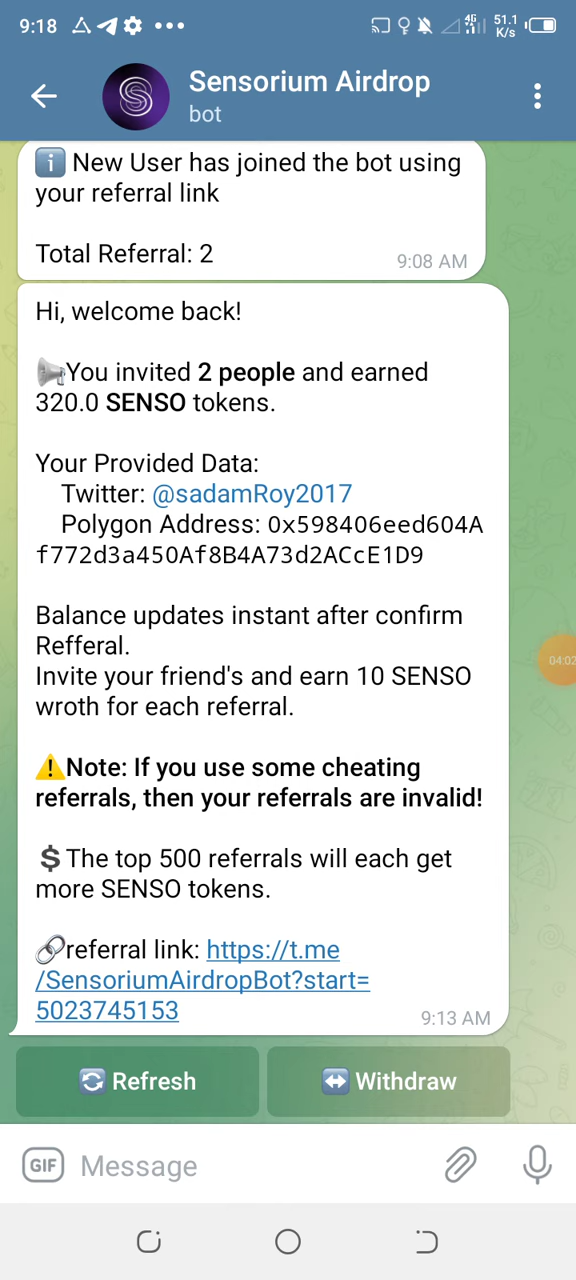 9:18
4G
51.1
K/s
Sensorium Airdrop
bot
New User has joined the bot using
your referral link
Total Referral: 2
9:08 AM
Hi, welcome back!
You invited 2 people and earned
320.0 SENSO tokens.
Your Provided Data:
Twitter: @sadamRoy2017
Polygon Address: 0x598406eed604A
f772d3a450Af8B4A73d2ACcE1D9
Balance updates instant after confirm
Refferal.
Invite your friend's and earn 10 SENSO
wroth for each referral.
04:02
⚠️Note: If you use some cheating
referrals, then your referrals are invalid!
💲The top 500 referrals will each get
more SENSO tokens.
🔗referral link: https://t.me
/SensoriumAirdropBot?start=
5023745153
9:13 AM
Refresh
Withdraw
GIF
Message